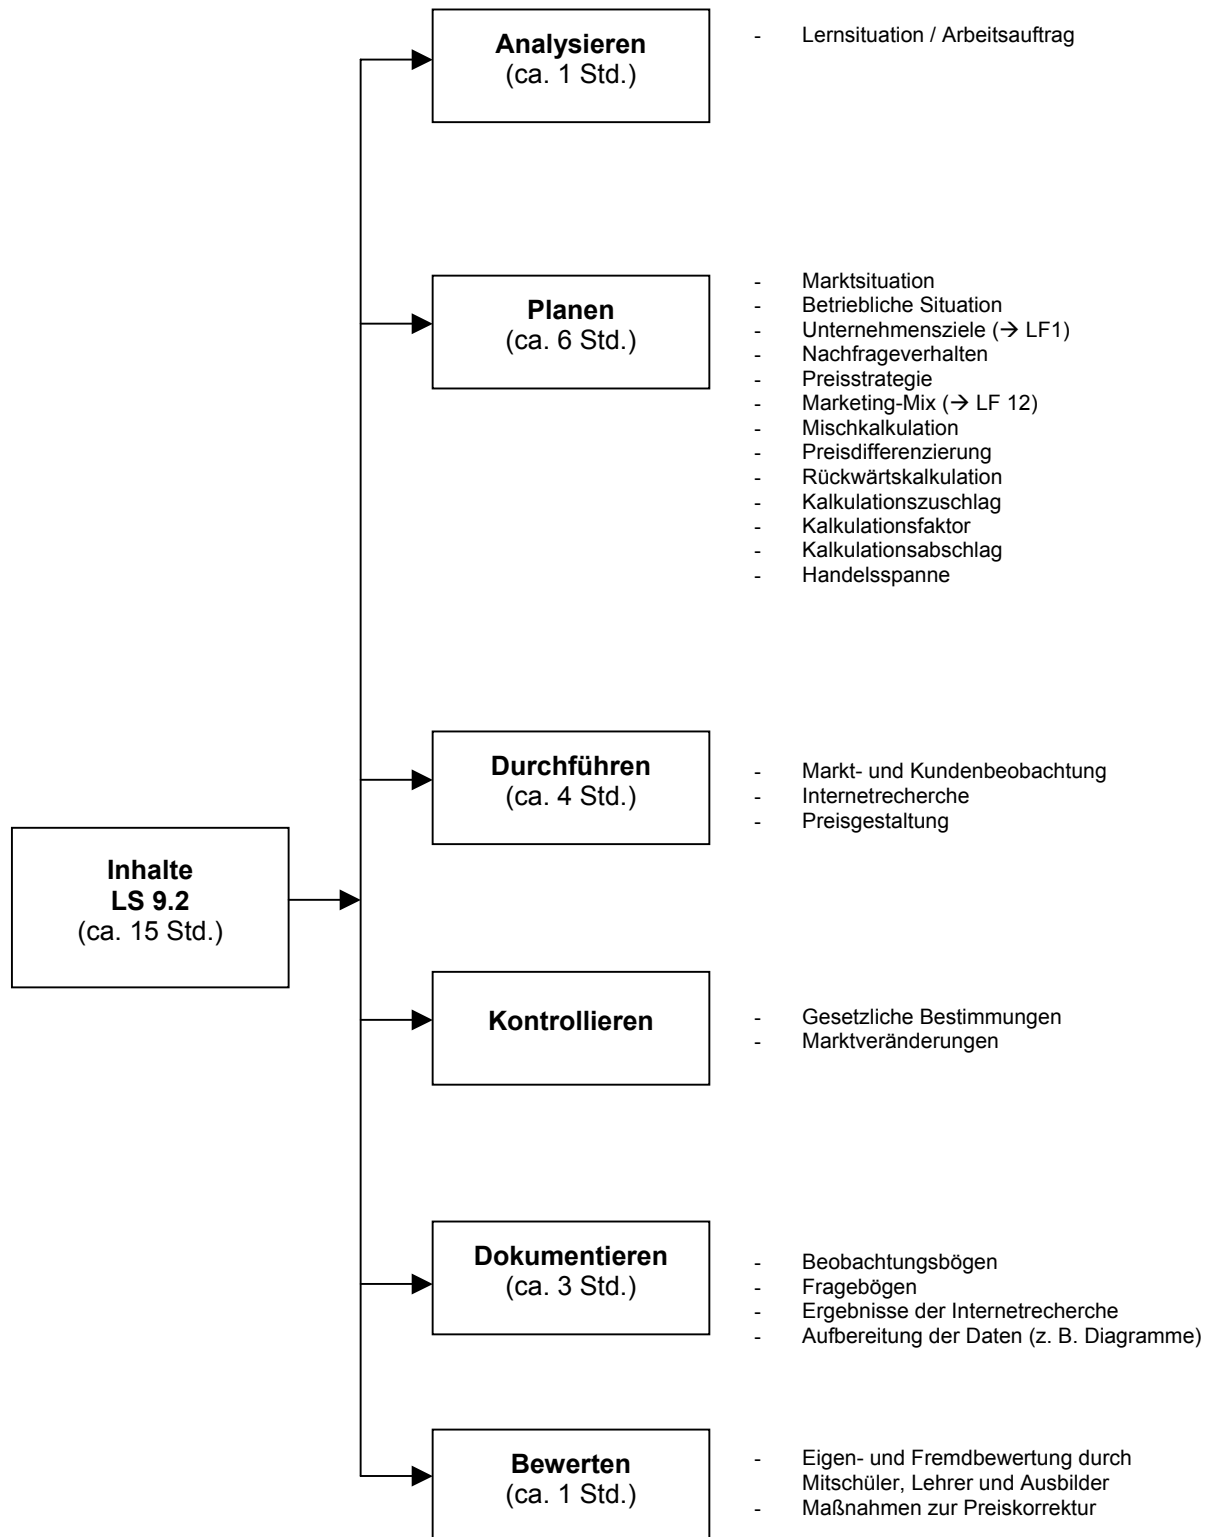 Analysieren
(ca. 1 Std.)
- Lernsituation / Arbeitsauftrag
Planen
(ca. 6 Std.)
- Marktsituation
- Betriebliche Situation
- Unternehmensziele (→ LF1)
- Nachfrageverhalten
- Preisstrategie
- Marketing-Mix (→ LF 12)
- Mischkalkulation
- Preisdifferenzierung
- Rückwärtskalkulation
- Kalkulationszuschlag
- Kalkulationsfaktor
- Kalkulationsabschlag
- Handelsspanne
Durchführen
(ca. 4 Std.)
- Markt- und Kundenbeobachtung
- Internetrecherche
- Preisgestaltung
Inhalte
LS 9.2
(ca. 15 Std.)
Kontrollieren
- Gesetzliche Bestimmungen
- Marktveränderungen
Dokumentieren
(ca. 3 Std.)
- Beobachtungsbögen
- Fragebögen
- Ergebnisse der Internetrecherche
- Aufbereitung der Daten (z. B. Diagramme)
Bewerten
(ca. 1 Std.)
- Eigen- und Fremdbewertung durch
Mitschüler, Lehrer und Ausbilder
- Maßnahmen zur Preiskorrektur